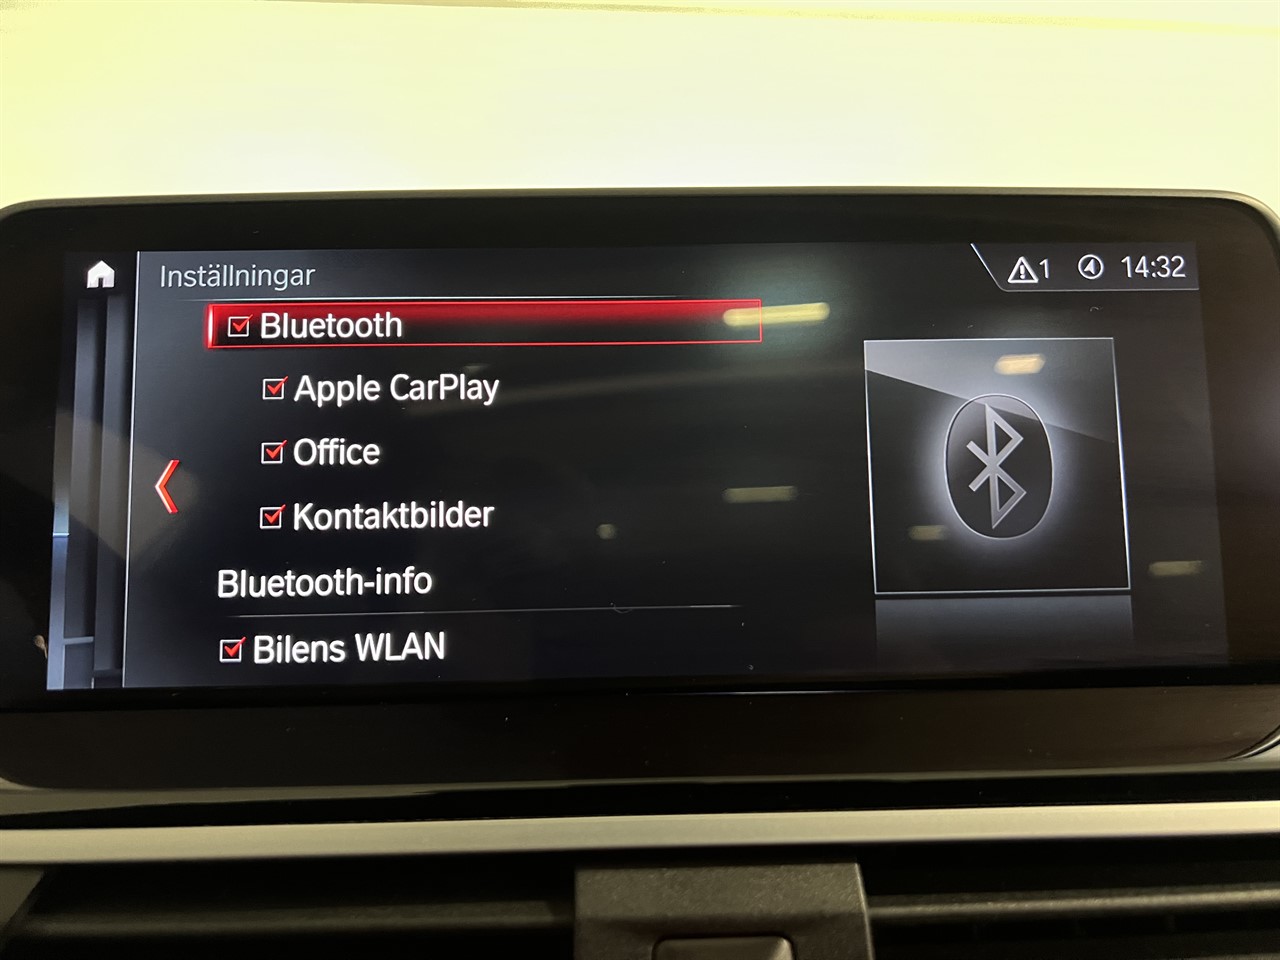 Inställningar
1 14:32
Bluetooth
Apple CarPlay
Office
Kontaktbilder
Bluetooth-info
Bilens WLAN